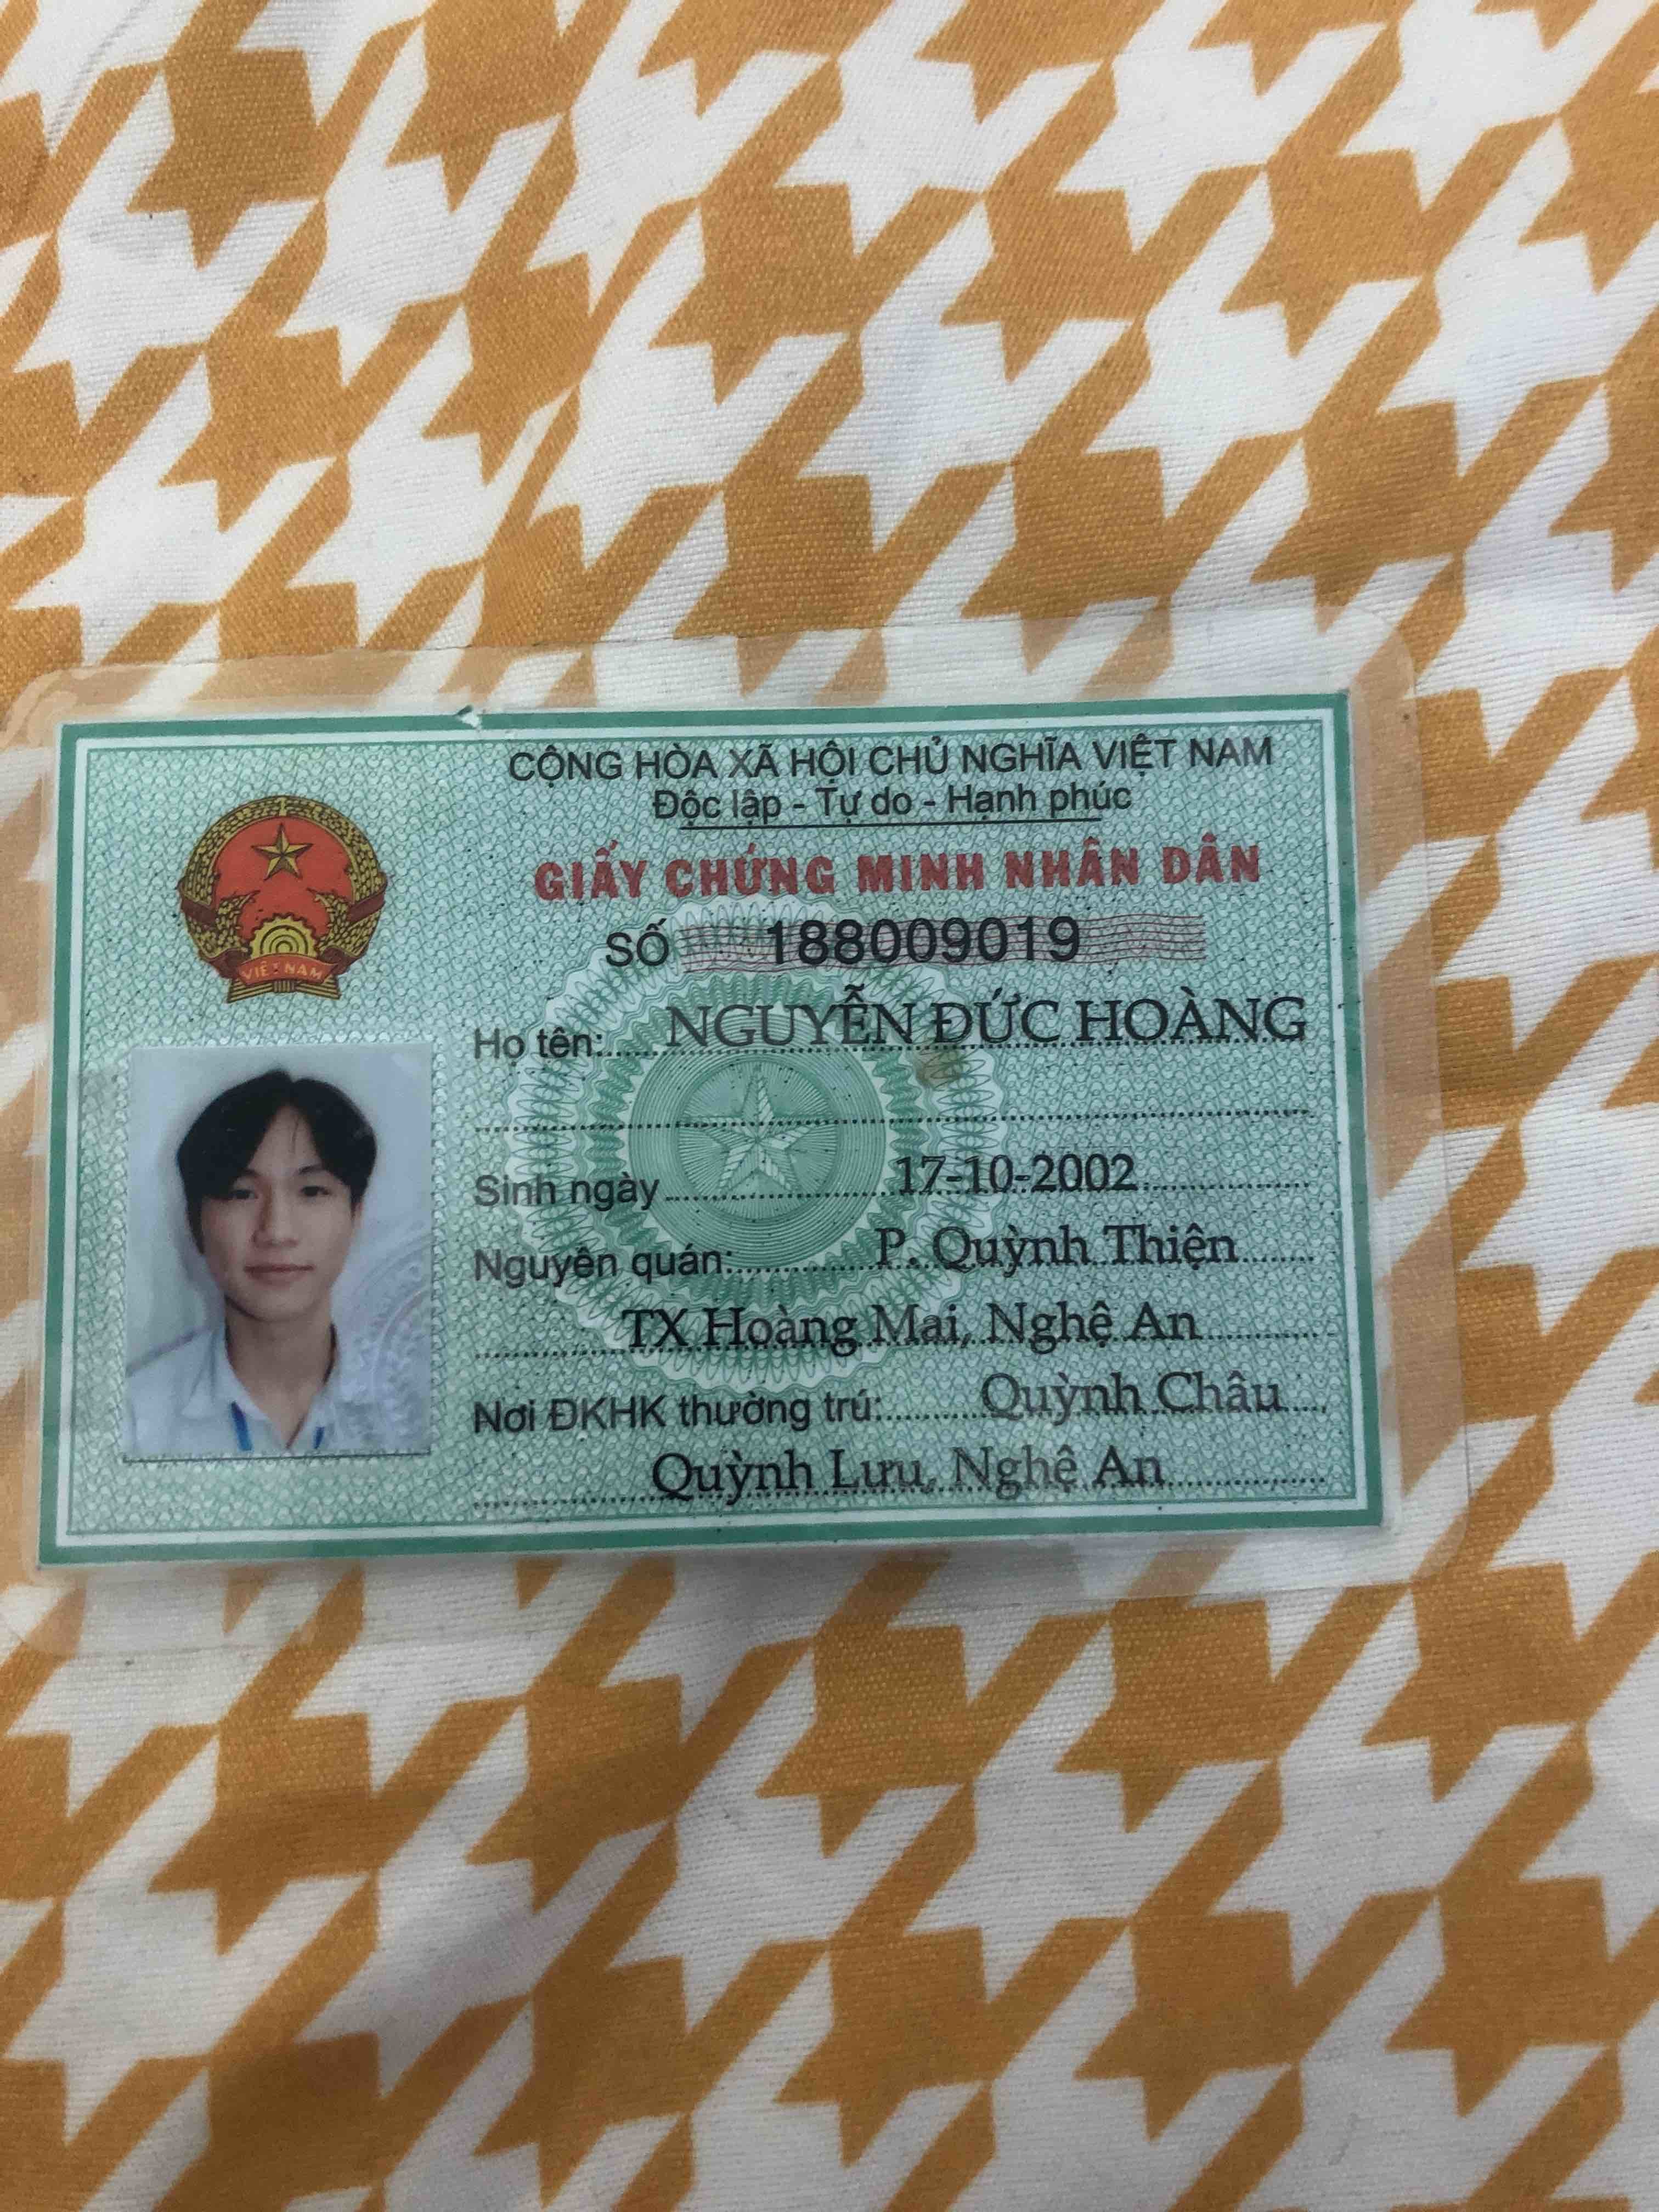 CỘNG HÒA XÃ HỘI CHỦ NGHĨA VIỆT NAM
Độc lập - Tự do - Hạnh phúc
GIẤY CHỨNG MINH NHÂN DÂN
SỐ 188009019
VIỆT NAM
Họ tên: NGUYỄN ĐỨC HOÀNG
Sinh ngày 17-10-2002
Nguyên quán: P. Quỳnh Thiện
TX Hoàng Mai, Nghệ An
Nơi ĐKHK thường trú: Quỳnh Châu
Quỳnh Lưu, Nghệ An